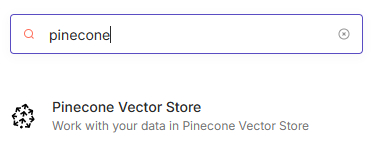 pinecone
Pinecone Vector Store
Work with your data in Pinecone Vector Store